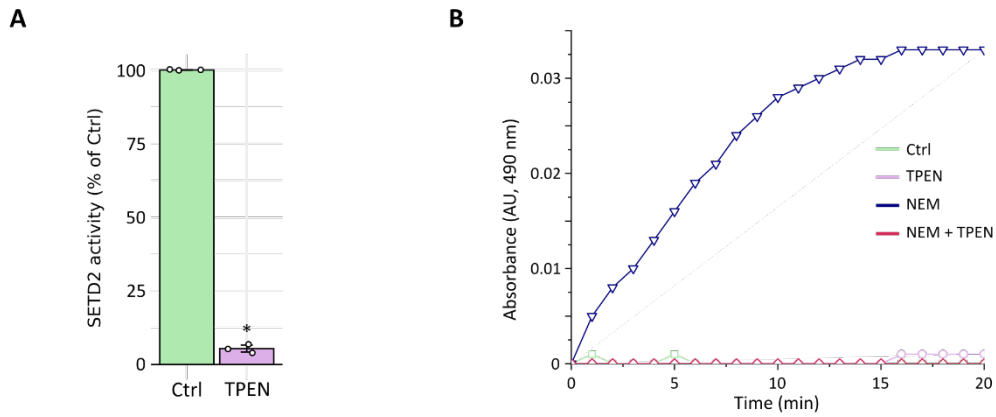 A
SETD2 activity (% of Ctrl)
100
75
50
25
0
*
Ctrl
TPEN
B
Absorbance (AU, 490 nm)
0.03
0.02
0.01
0
0
5
10
15
20
Time (min)
Ctrl
TPEN
NEM
NEM + TPEN